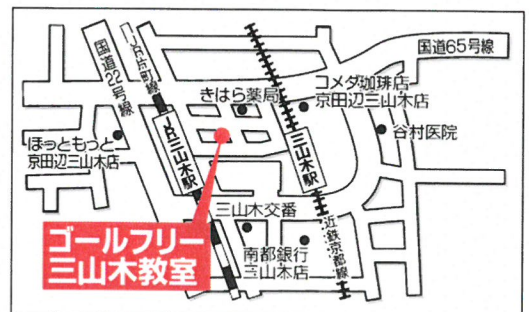 国道22号線
JR片町線
国道65号線
きはら薬局
コメダ珈琲店
京田辺三山木店
谷村医院
ほっともっと
京田辺三山木店
JR三山木駅
三山木駅
三山木交番
近鉄京都線
南都銀行
三山木店
ゴールフリー
三山木教室